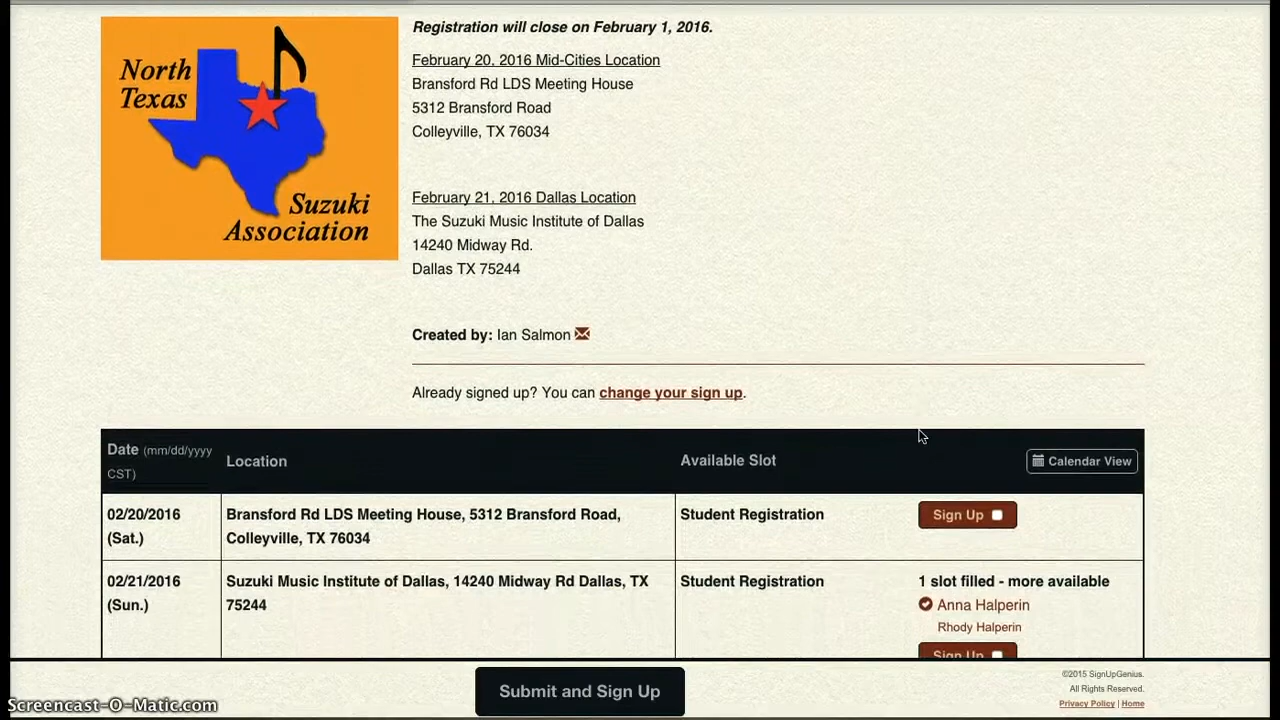 North
Texas
Suzuki
Association
Registration will close on February 1, 2016.
February 20, 2016 Mid-Cities Location
Bransford Rd LDS Meeting House
5312 Bransford Road
Colleyville, TX 76034
February 21, 2016 Dallas Location
The Suzuki Music Institute of Dallas
14240 Midway Rd.
Dallas TX 75244
Created by: Ian Salmon
Already signed up? You can change your sign up.
Date (mm/dd/yyyy
CST)
Location
Available Slot
Calendar View
02/20/2016
(Sat.)
Bransford Rd LDS Meeting House, 5312 Bransford Road,
Colleyville, TX 76034
Student Registration
Sign Up
02/21/2016
(Sun.)
Suzuki Music Institute of Dallas, 14240 Midway Rd Dallas, TX
75244
Student Registration
1 slot filled - more available
Anna Halperin
Rhody Halperin
Sign Up
Submit and Sign Up
©2015 SignUpGenius.
All Rights Reserved.
Privacy Policy | Home
Screencast-O-Matic.com